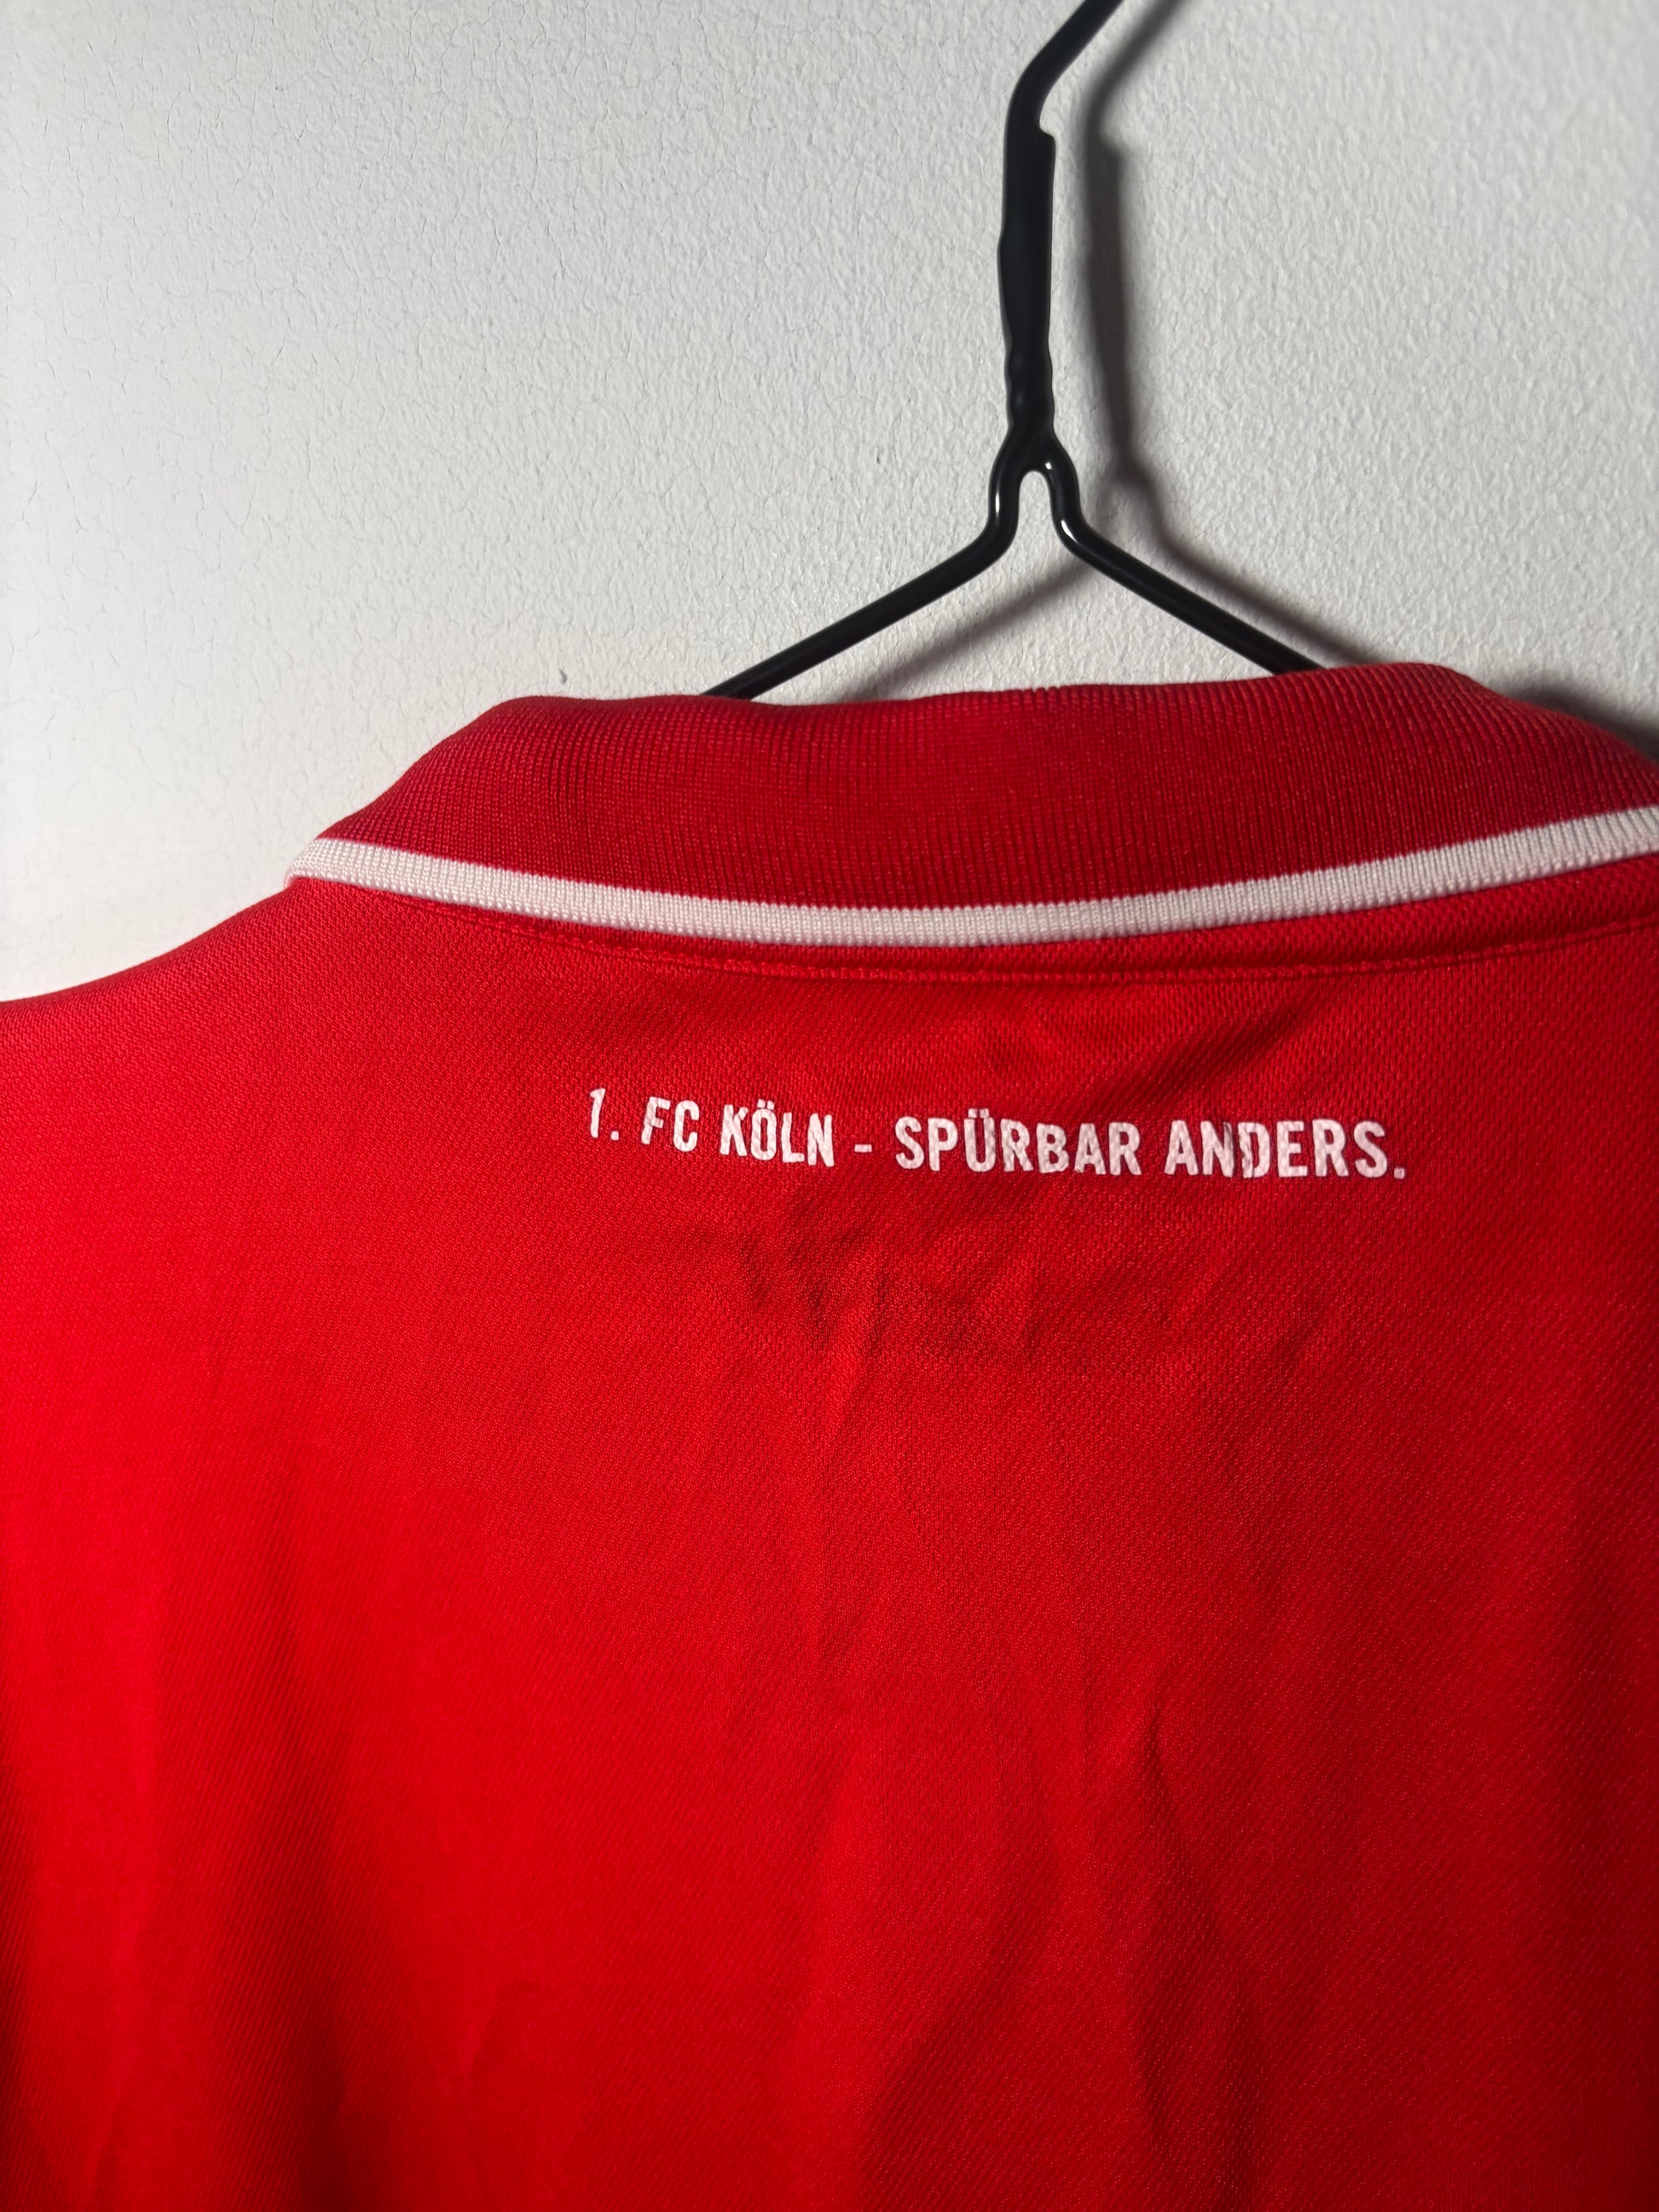 1. FC KÖLN - SPÜRBAR ANDERS.